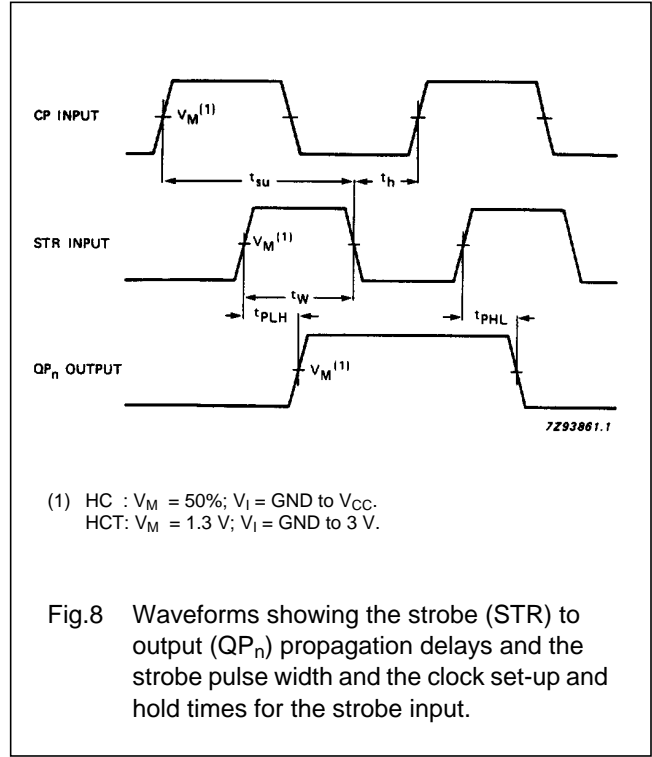 CP INPUT
V_M(1)
t_su
t_h
STR INPUT
V_M(1)
t_W
t_PLH
t_PHL
QP_n OUTPUT
V_M(1)
7Z93861.1
(1) HC : V_M = 50%; V_I = GND to V_CC.
HCT: V_M = 1.3 V; V_I = GND to 3 V.
Fig.8 Waveforms showing the strobe (STR) to
output (QP_n) propagation delays and the
strobe pulse width and the clock set-up and
hold times for the strobe input.